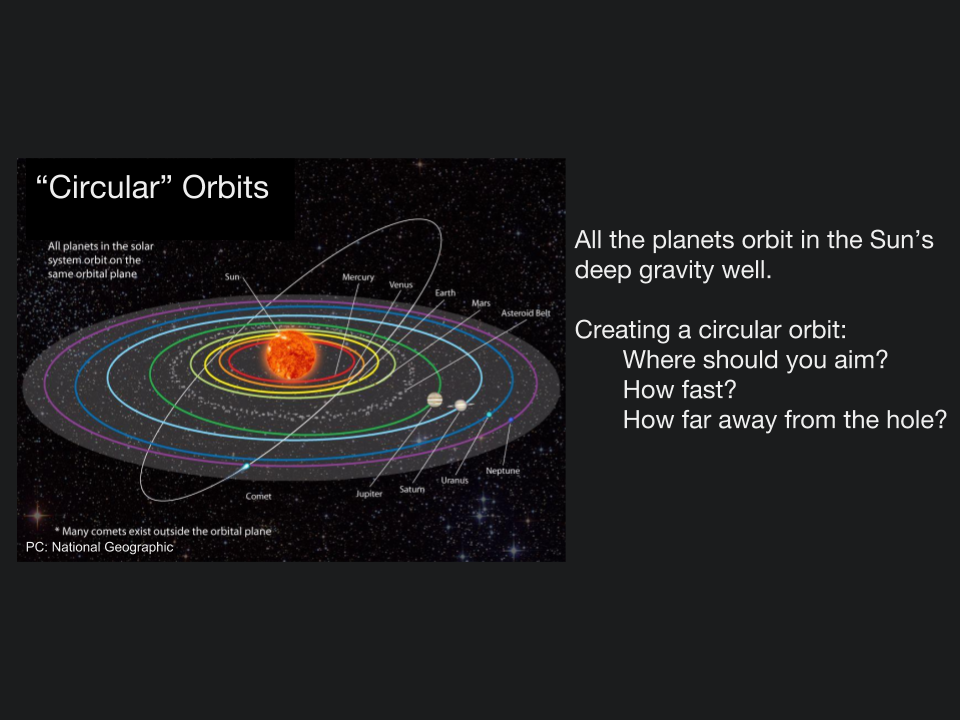 “Circular” Orbits
All planets in the solar
system orbit on the
same orbital plane
Sun
Mercury
Venus
Earth
Mars
Asteroid Belt
Neptune
Uranus
Saturn
Jupiter
Comet
* Many comets exist outside the orbital plane
PC: National Geographic
All the planets orbit in the Sun’s
deep gravity well.
Creating a circular orbit:
Where should you aim?
How fast?
How far away from the hole?